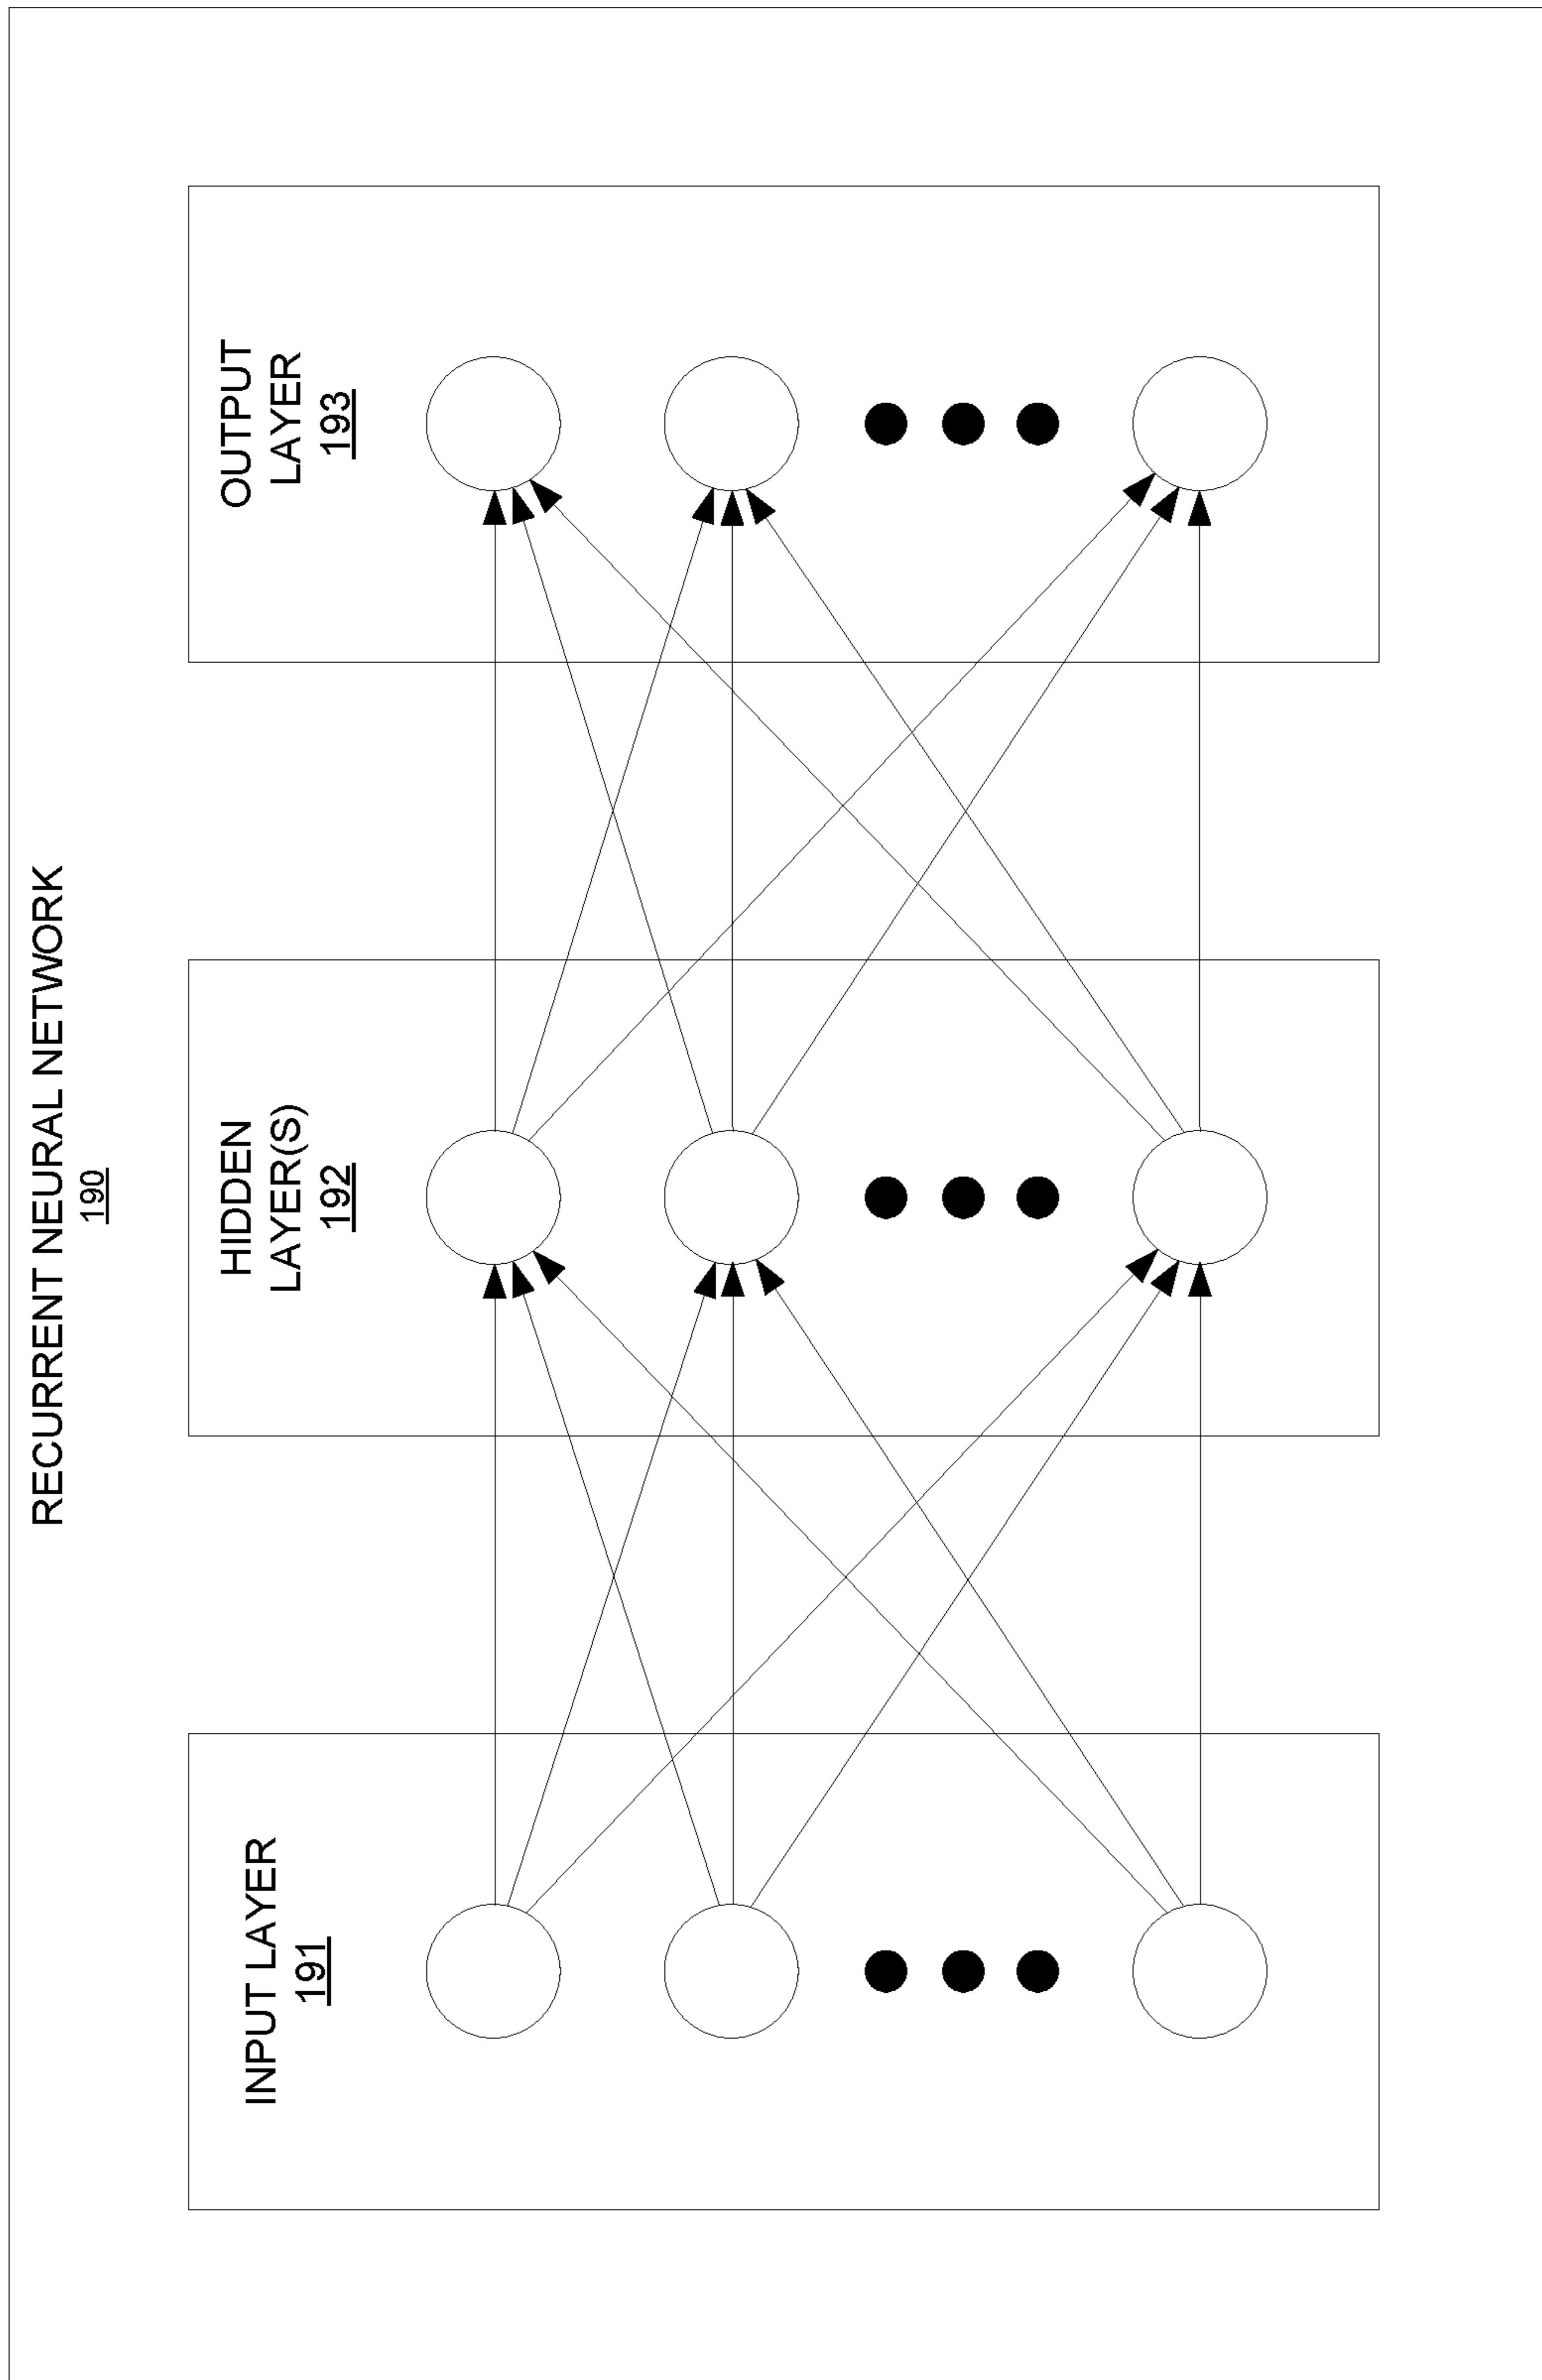 RECURRENT NEURAL NETWORK
190
INPUT LAYER
191
HIDDEN
LAYER(S)
192
OUTPUT
LAYER
193